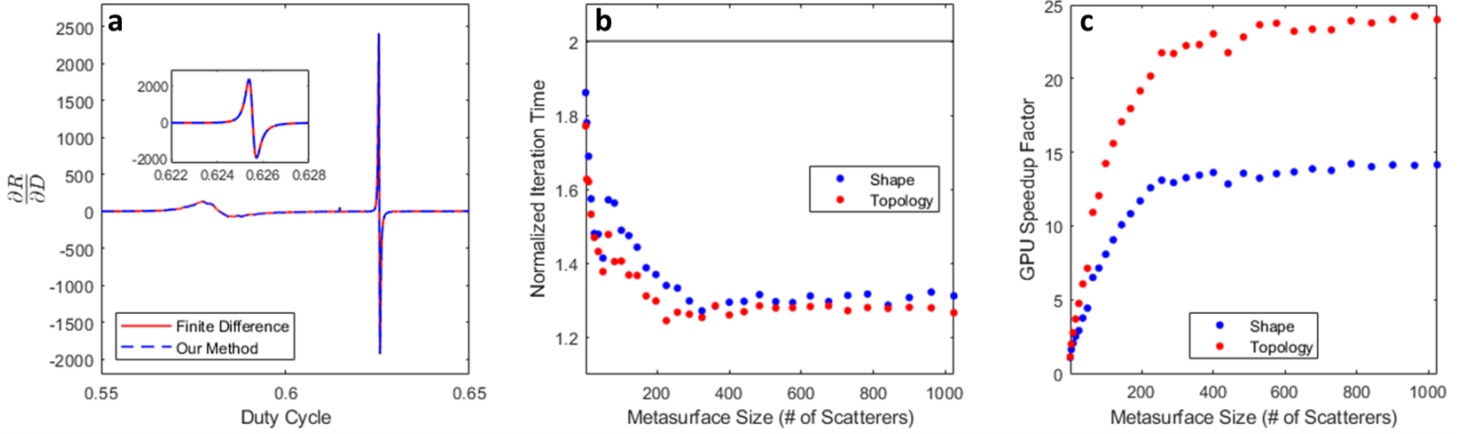 a
∂R
∂D
2500
2000
1500
1000
500
0
-500
-1000
-1500
-2000
2000
0
-2000
0.622 0.624 0.626 0.628
Finite Difference
Our Method
0.55 0.6 0.65
Duty Cycle
b
Normalized Iteration Time
2
1.8
1.6
1.4
1.2
Shape
Topology
200 400 600 800 1000
Metasurface Size (# of Scatterers)
c
GPU Speedup Factor
25
20
15
10
5
0
Shape
Topology
0 200 400 600 800 1000
Metasurface Size (# of Scatterers)